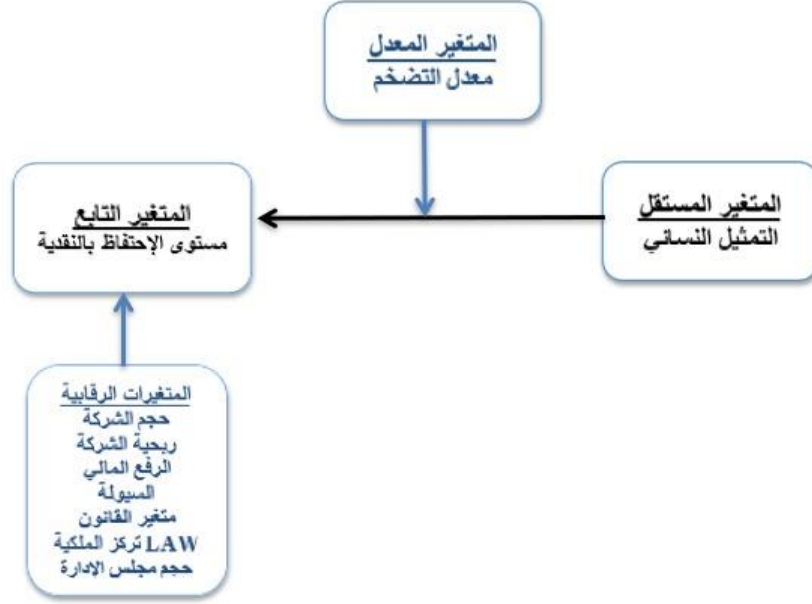 المتغير المعدل
معدل التضخم
المتغير المستقل
التمثيل النسائي
المتغير التابع
مستوى الإحتفاظ بالنقدية
المتغيرات الرقابية
حجم الشركة
ربحية الشركة
الرفع المالي
السيولة
متغير القانون
LAW تركز الملكية
حجم مجلس الإدارة